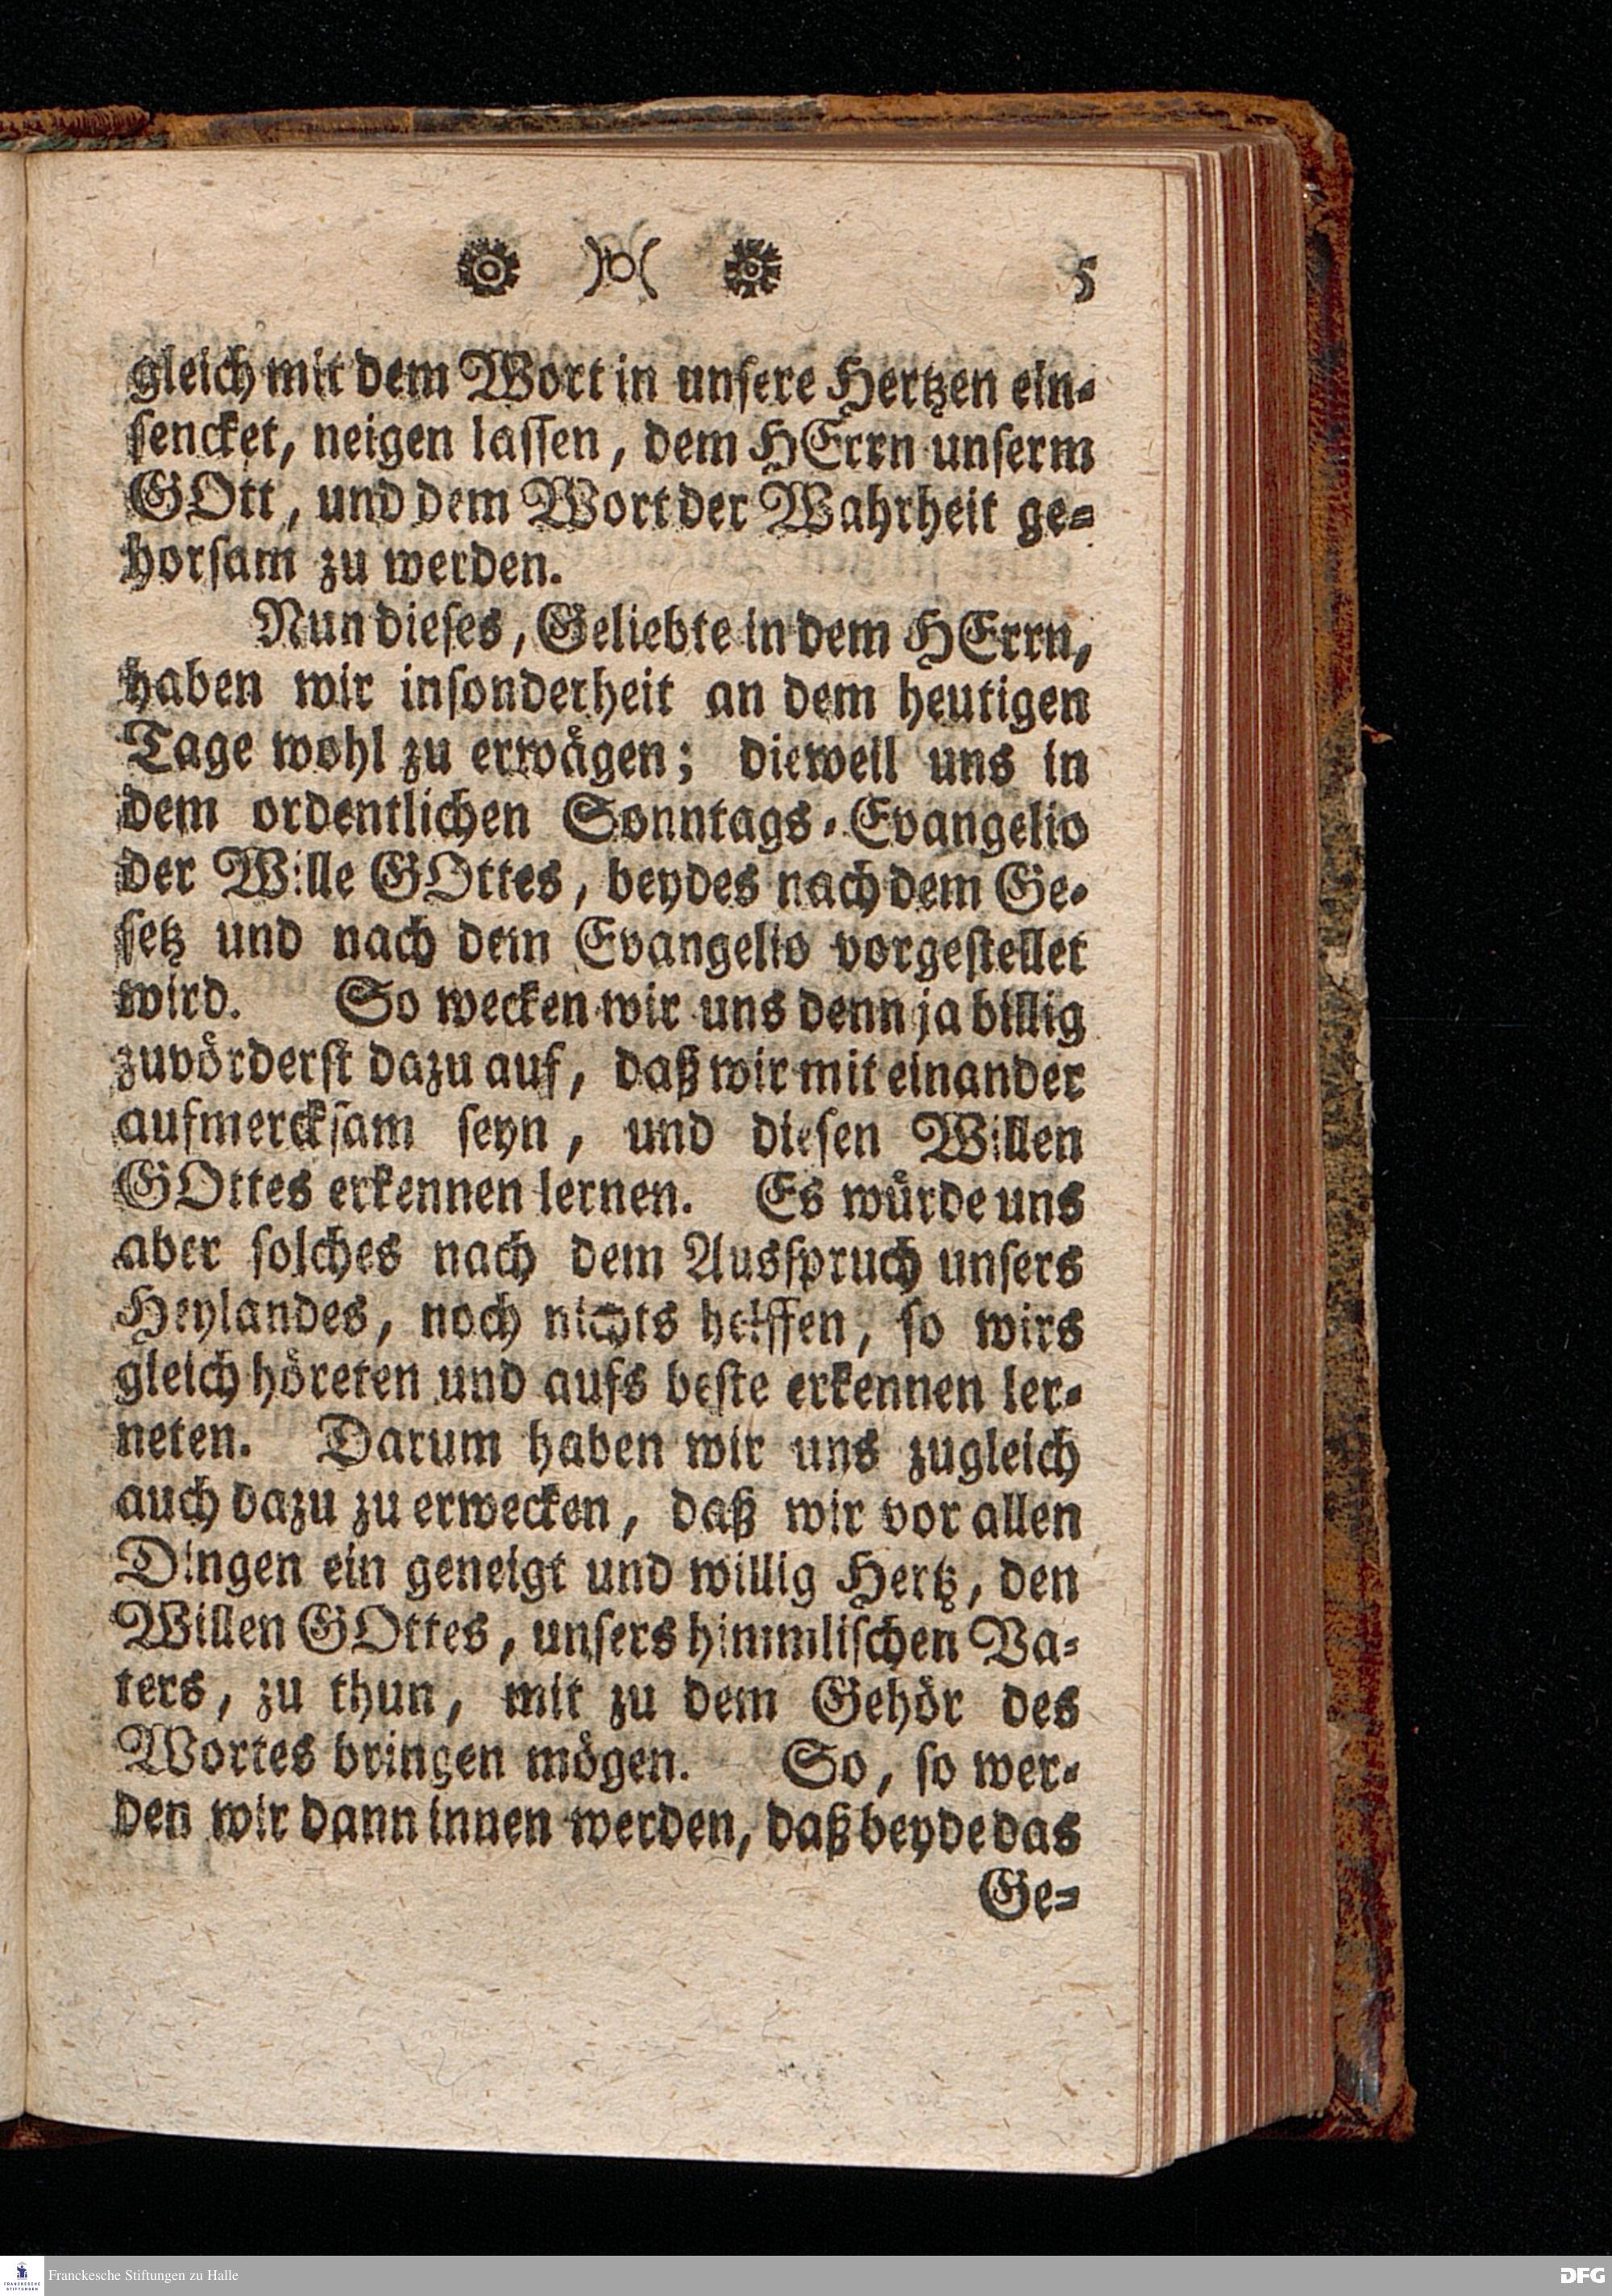 )o( 5
gleich mit dem Wort in unsere Hertzen ein-
sencket, neigen lassen, dem HErrn unserm
GOtt, und dem Wort der Wahrheit ge-
horsam zu werden.
Nun dieses, Geliebte in dem HErrn,
haben wir insonderheit an dem heutigen
Tage wohl zu erwägen; dieweil uns in
dem ordentlichen Sonntags-Evangelio
der Wille GOttes, beydes nach dem Ge-
setz und nach dem Evangelio vorgestellet
wird. So wecken wir uns denn ja billig
zuvörderst dazu auf, daß wir mit einander
aufmercksam seyn, und diesen Willen
GOttes erkennen lernen. Es würde uns
aber solches nach dem Ausspruch unsers
Heylandes, noch nichts helffen, so wirs
gleich höreten und aufs beste erkennen ler-
neten. Darum haben wir uns zugleich
auch dazu zu erwecken, daß wir vor allen
Dingen ein geneigt und willig Hertz, den
Willen GOttes, unsers himmlischen Va-
ters, zu thun, mit zu dem Gehör des
Wortes bringen mögen. So, so wer-
den wir dann innen werden, daß beyde das
Ge-
FRANCKESCHE STIFTUNGEN
Franckesche Stiftungen zu Halle
DFG